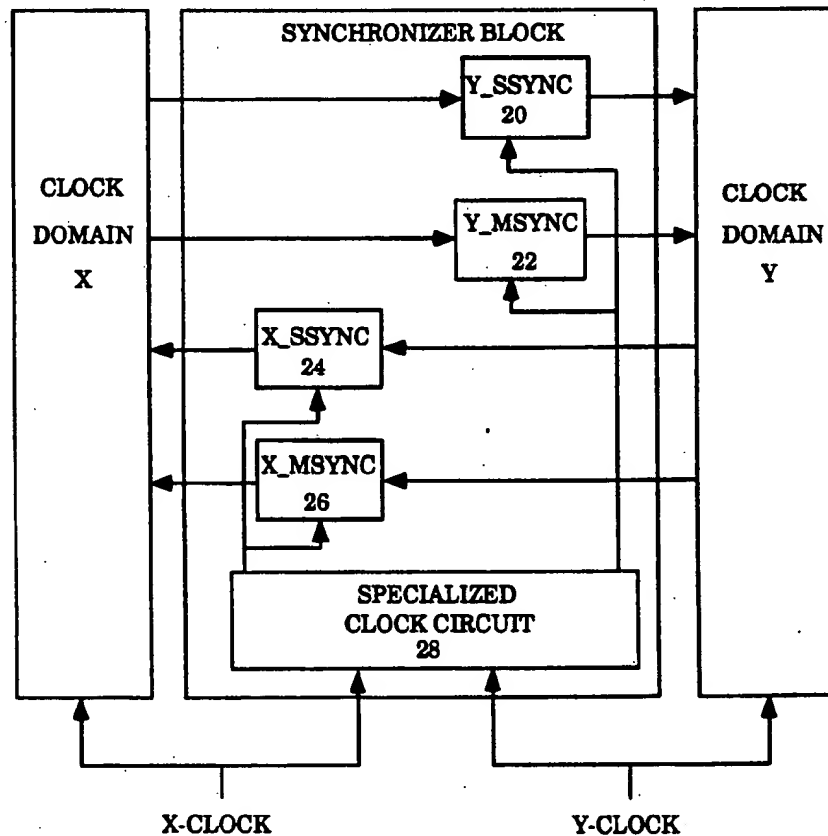 SYNCHRONIZER BLOCK
Y_SSYNC
20
CLOCK
DOMAIN
X
CLOCK
DOMAIN
Y
Y_MSYNC
22
X_SSYNC
24
X_MSYNC
26
SPECIALIZED
CLOCK CIRCUIT
28
X-CLOCK
Y-CLOCK